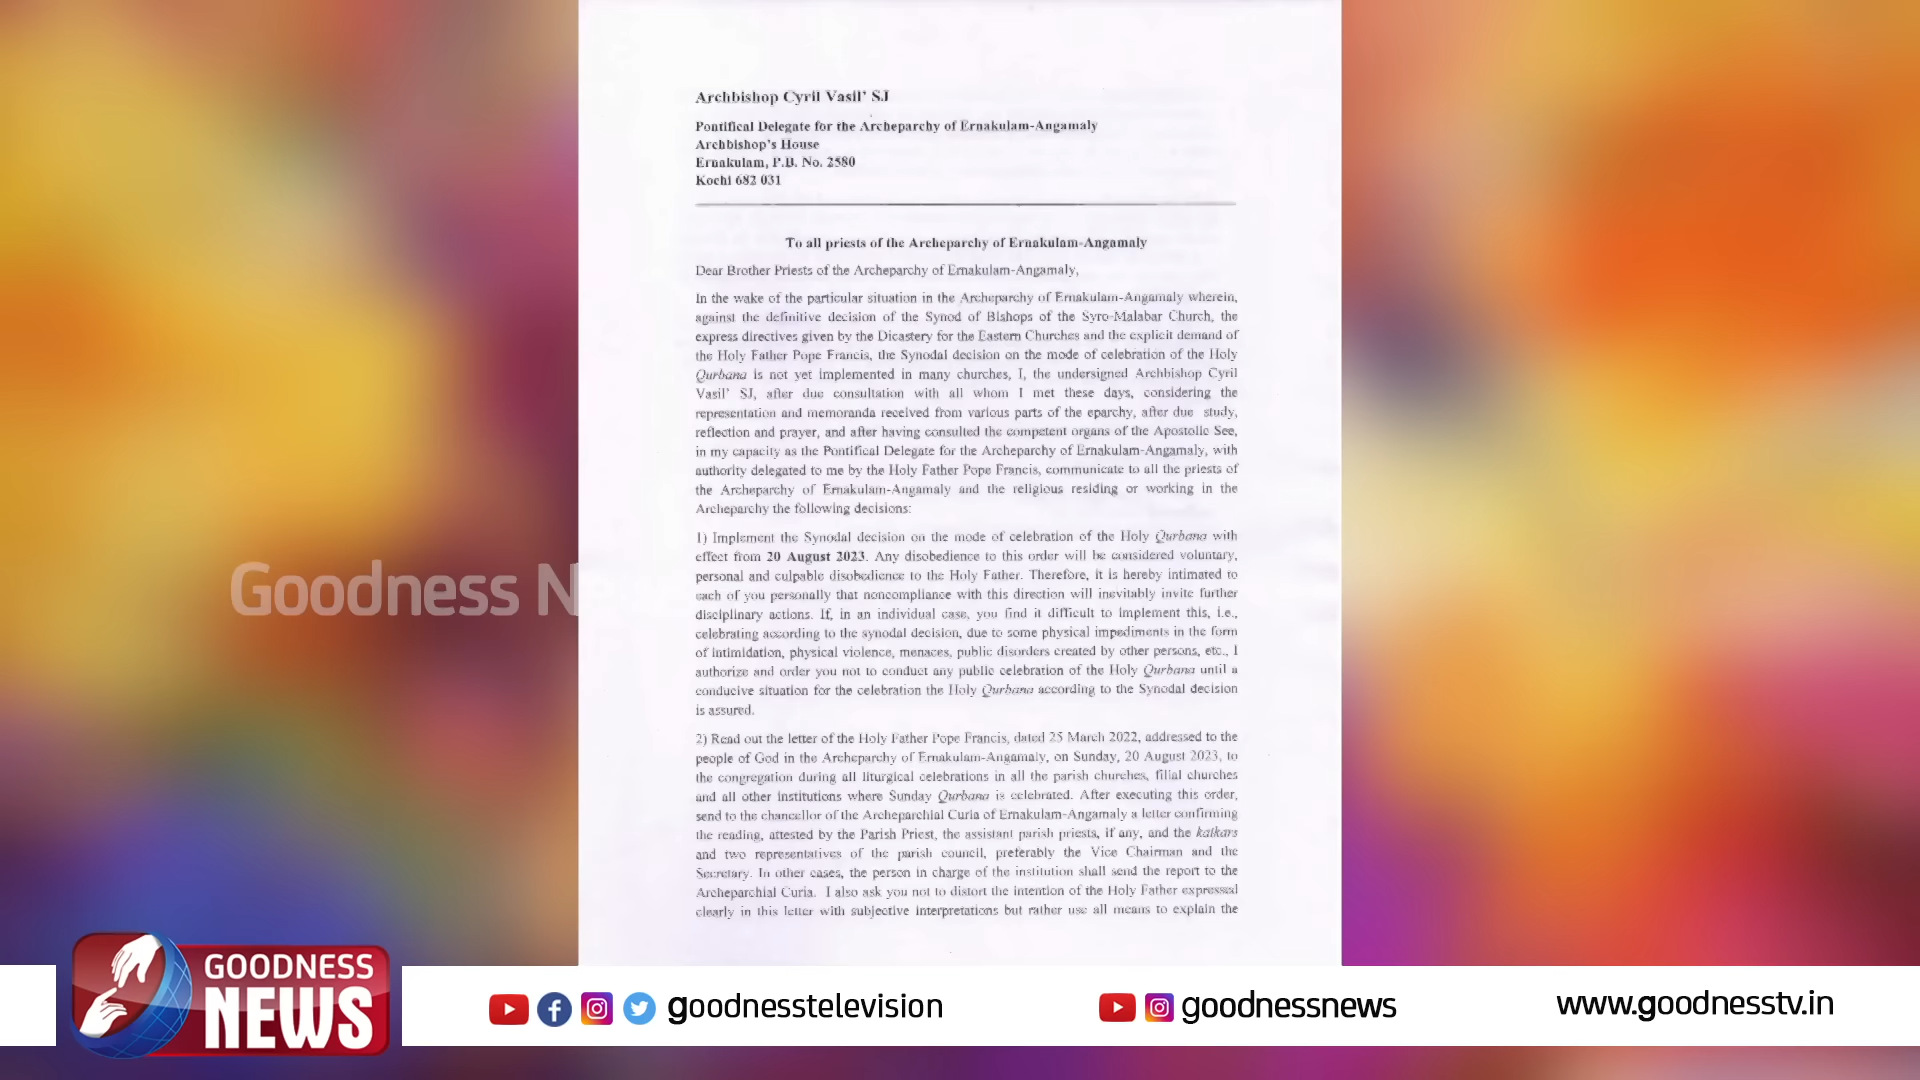 Archbishop Cyril Vasil' SJ
Pontifical Delegate for the Archeparchy of Ernakulam-Angamaly
Archbishop's House
Ernakulam, P.B. No. 2580
Kochi 682 031
To all priests of the Archeparchy of Ernakulam-Angamaly
Dear Brother Priests of the Archeparchy of Ernakulam-Angamaly,
In the wake of the particular situation in the Archeparchy of Ernakulam-Angamaly wherein,
against the definitive decision of the Synod of Bishops of the Syro-Malabar Church, the
express directives given by the Dicastery for the Eastern Churches and the explicit demand of
the Holy Father Pope Francis, the Synodal decision on the mode of celebration of the Holy
Qurbana is not yet implemented in many churches, I, the undersigned Archbishop Cyril
Vasil' SJ, after due consultation with all whom I met these days, considering the
representation and memoranda received from various parts of the eparchy, after due study,
reflection and prayer, and after having consulted the competent organs of the Apostolic See,
in my capacity as the Pontifical Delegate for the Archeparchy of Ernakulam-Angamaly, with
authority delegated to me by the Holy Father Pope Francis, communicate to all the priests of
the Archeparchy of Ernakulam-Angamaly and the religious residing or working in the
Archeparchy the following decisions:
1) Implement the Synodal decision on the mode of celebration of the Holy Qurbana with
effect from 20 August 2023. Any disobedience to this order will be considered voluntary,
personal and culpable disobedience to the Holy Father. Therefore, it is hereby intimated to
each of you personally that noncompliance with this direction will inevitably invite further
disciplinary actions. If, in an individual case, you find it difficult to implement this, i.e.,
celebrating according to the synodal decision, due to some physical impediments in the form
of intimidation, physical violence, menaces, public disorders created by other persons, etc., I
authorize and order you not to conduct any public celebration of the Holy Qurbana until a
conducive situation for the celebration the Holy Qurbana according to the Synodal decision
is assured.
2) Read out the letter of the Holy Father Pope Francis, dated 25 March 2022, addressed to the
people of God in the Archeparchy of Ernakulam-Angamaly, on Sunday, 20 August 2023, to
the congregation during all liturgical celebrations in all the parish churches, filial churches
and all other institutions where Sunday Qurbana is celebrated. After executing this order,
send to the chancellor of the Archeparchial Curia of Ernakulam-Angamaly a letter confirming
the reading, attested by the Parish Priest, the assistant parish priests, if any, and the kaikars
and two representatives of the parish council, preferably the Vice Chairman and the
Secretary. In other cases, the person in charge of the institution shall send the report to the
Archeparchial Curia. I also ask you not to distort the intention of the Holy Father expressed
clearly in this letter with subjective interpretations but rather use all means to explain the
Goodness Ne
GOODNESS
NEWS
goodnesstelevision
goodnessnews
www.goodnesstv.in